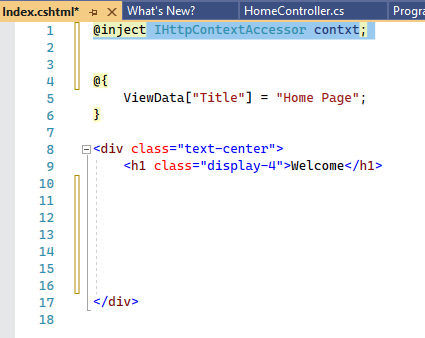 Index.cshtml* What's New? HomeController.cs Progra
1 @inject IHttpContextAccessor contxt;
2
3
4 @{
5 ViewData["Title"] = "Home Page";
6 }
7
8 <div class="text-center">
9 <h1 class="display-4">Welcome</h1>
10
11
12
13
14
15
16
17 </div>
18